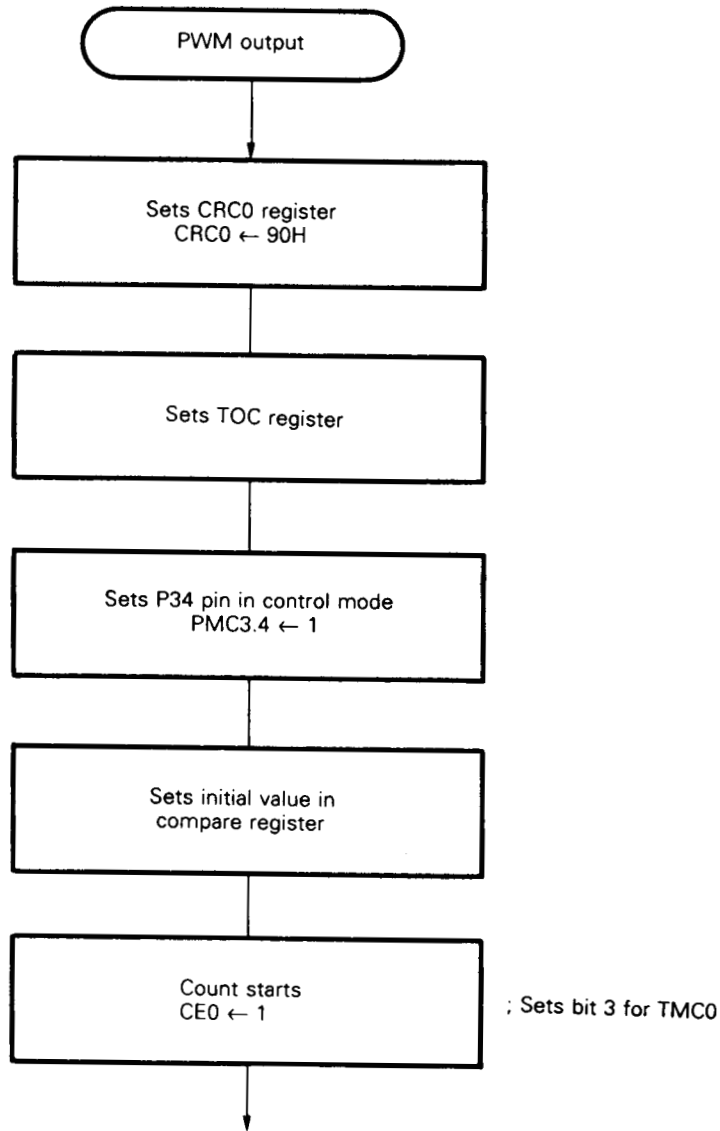 PWM output
Sets CRC0 register
CRC0 ← 90H
Sets TOC register
Sets P34 pin in control mode
PMC3.4 ← 1
Sets initial value in
compare register
Count starts
CE0 ← 1
; Sets bit 3 for TMC0